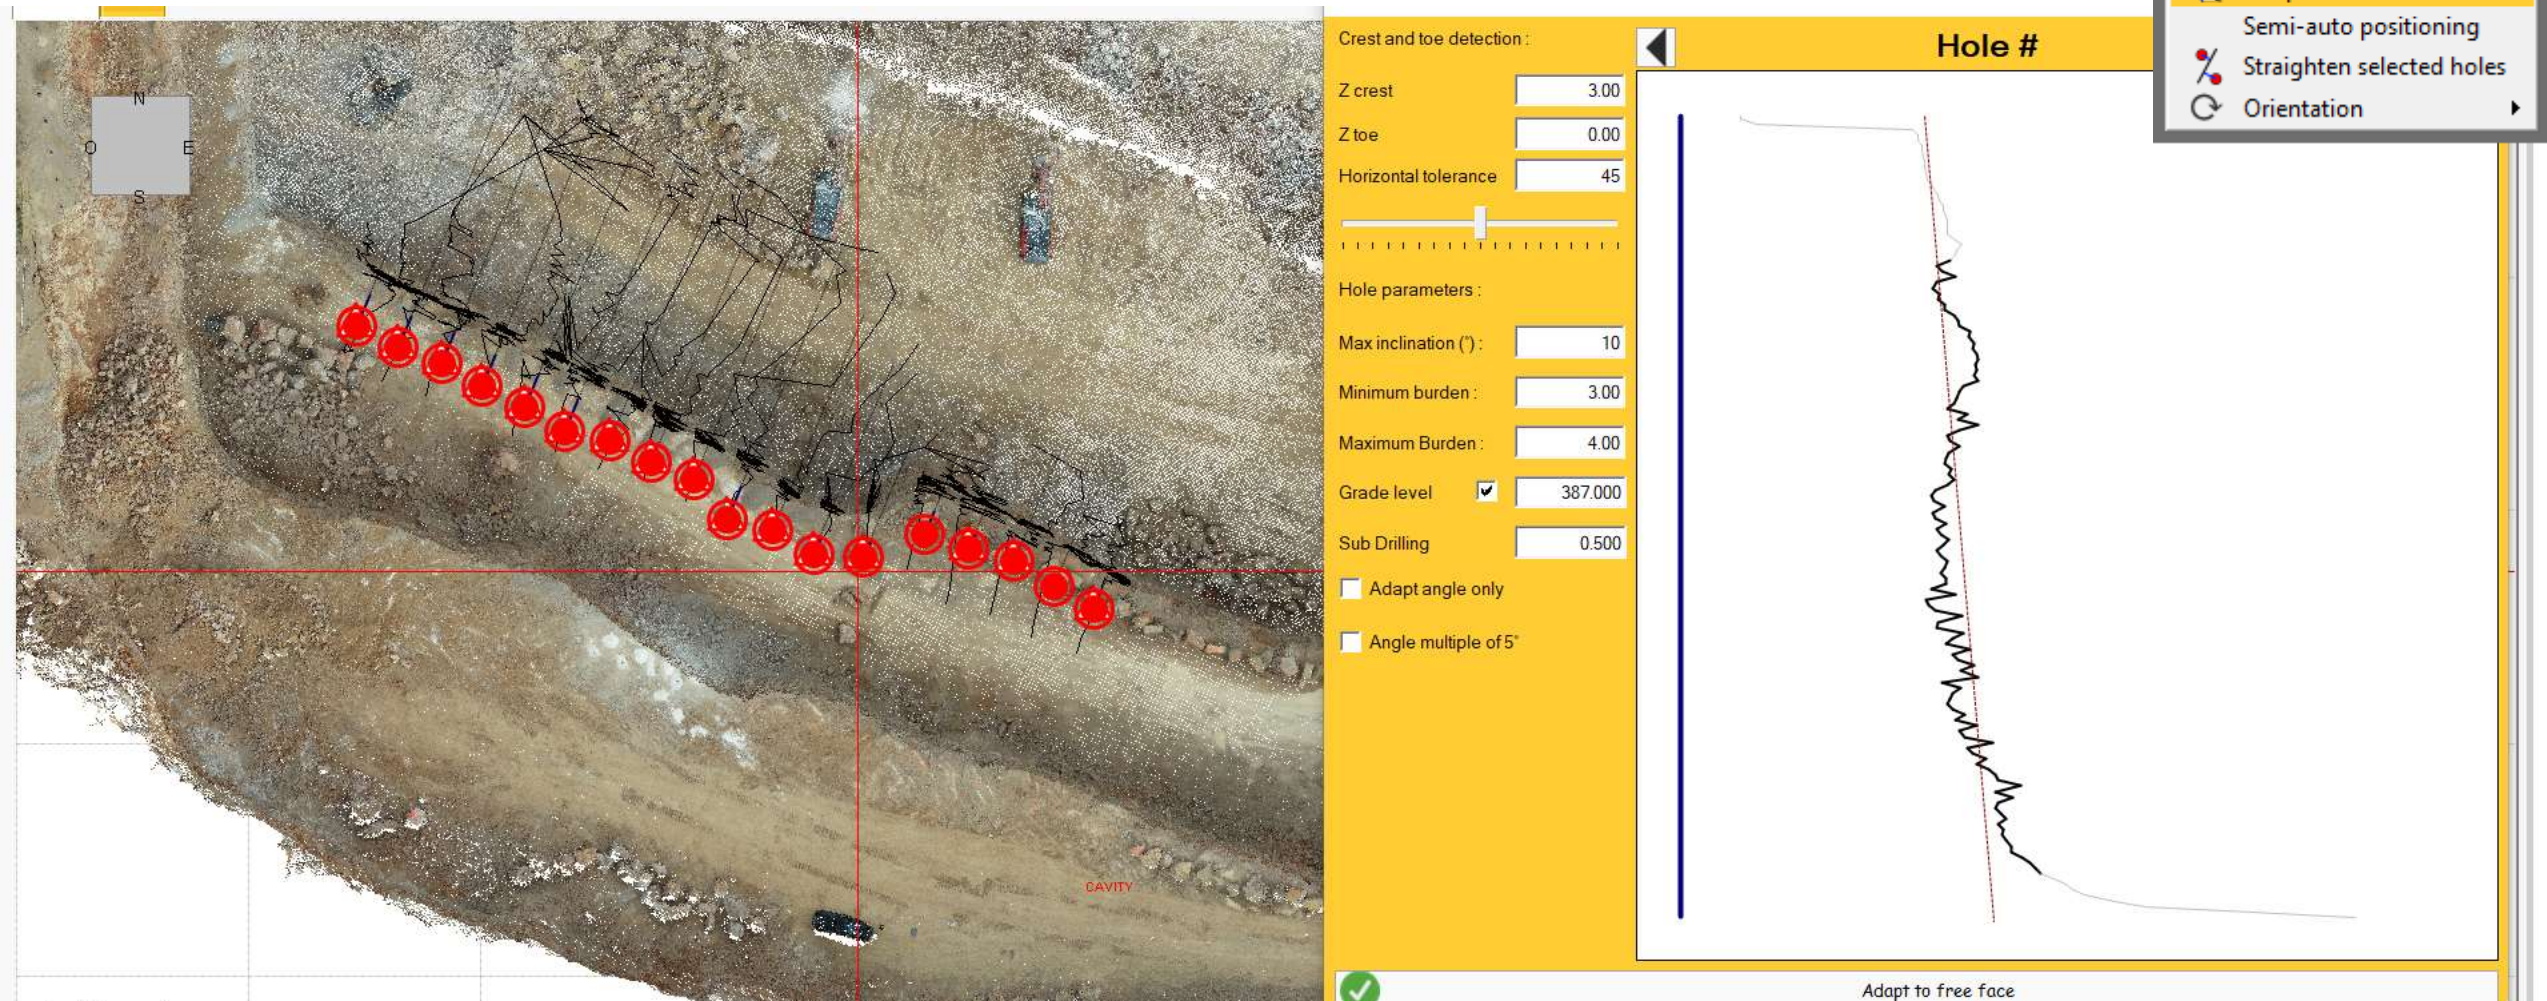 N
O
E
S
CAVITY
Crest and toe detection :
Z crest 3.00
Z toe 0.00
Horizontal tolerance 45
Hole parameters :
Max inclination (°) : 10
Minimum burden : 3.00
Maximum Burden : 4.00
Grade level 387.000
Sub Drilling 0.500
Adapt angle only
Angle multiple of 5°
Hole #
Semi-auto positioning
Straighten selected holes
Orientation
Adapt to free face